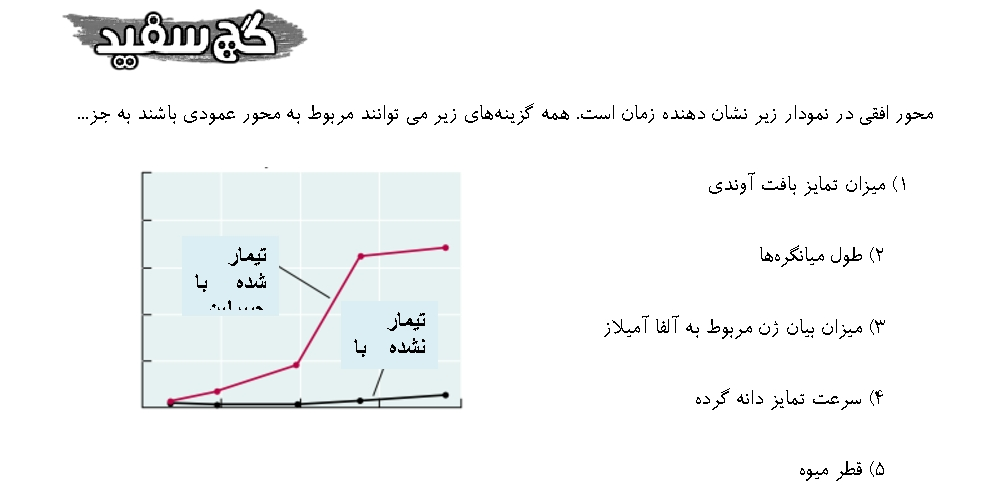 گچ سفید
محور افقی در نمودار زیر نشان دهنده زمان است. همه گزینه‌های زیر می توانند مربوط به محور عمودی باشند به جز...
۱) میزان تمایز بافت آوندی
۲) طول میانگره‌ها
۳) میزان بیان ژن مربوط به آلفا آمیلاز
۴) سرعت تمایز دانه گرده
۵) قطر میوه
تیمار
شده با
تیمار
نشده با